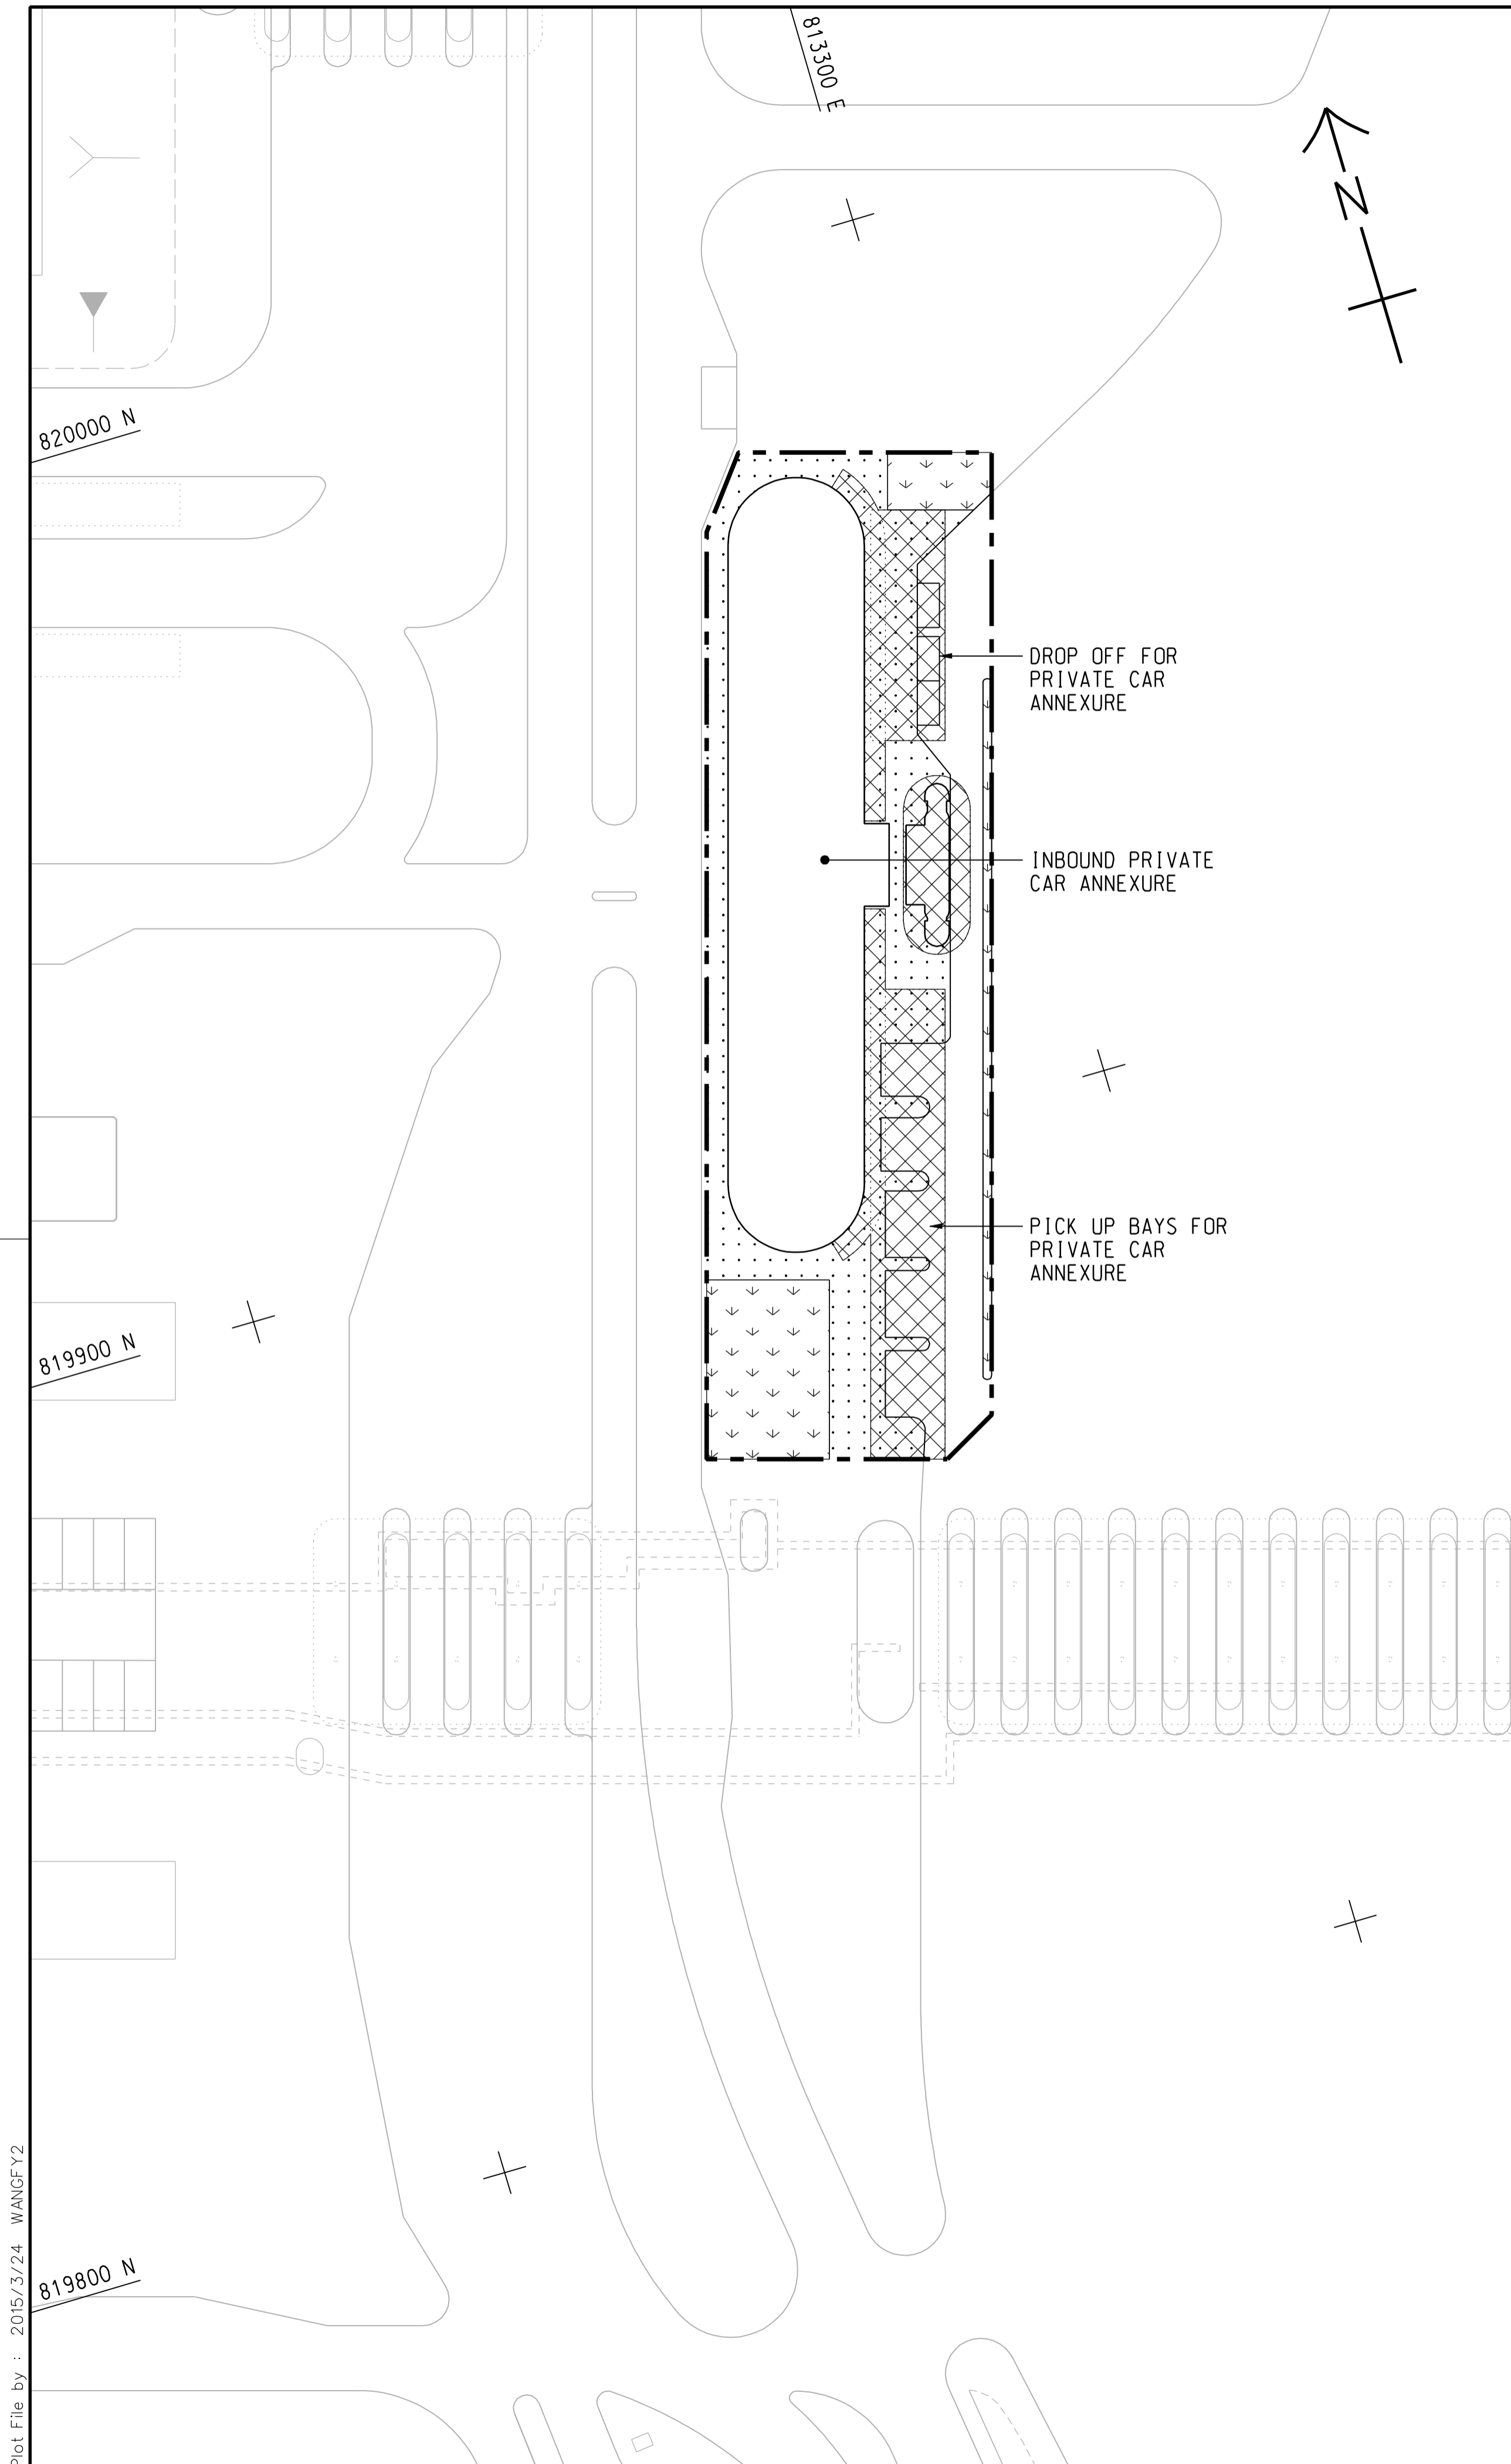 813300 E
N
820000 N
DROP OFF FOR
PRIVATE CAR
ANNEXURE
INBOUND PRIVATE
CAR ANNEXURE
PICK UP BAYS FOR
PRIVATE CAR
ANNEXURE
819900 N
819800 N
Plot File by : 2015/3/24 WANGFY2